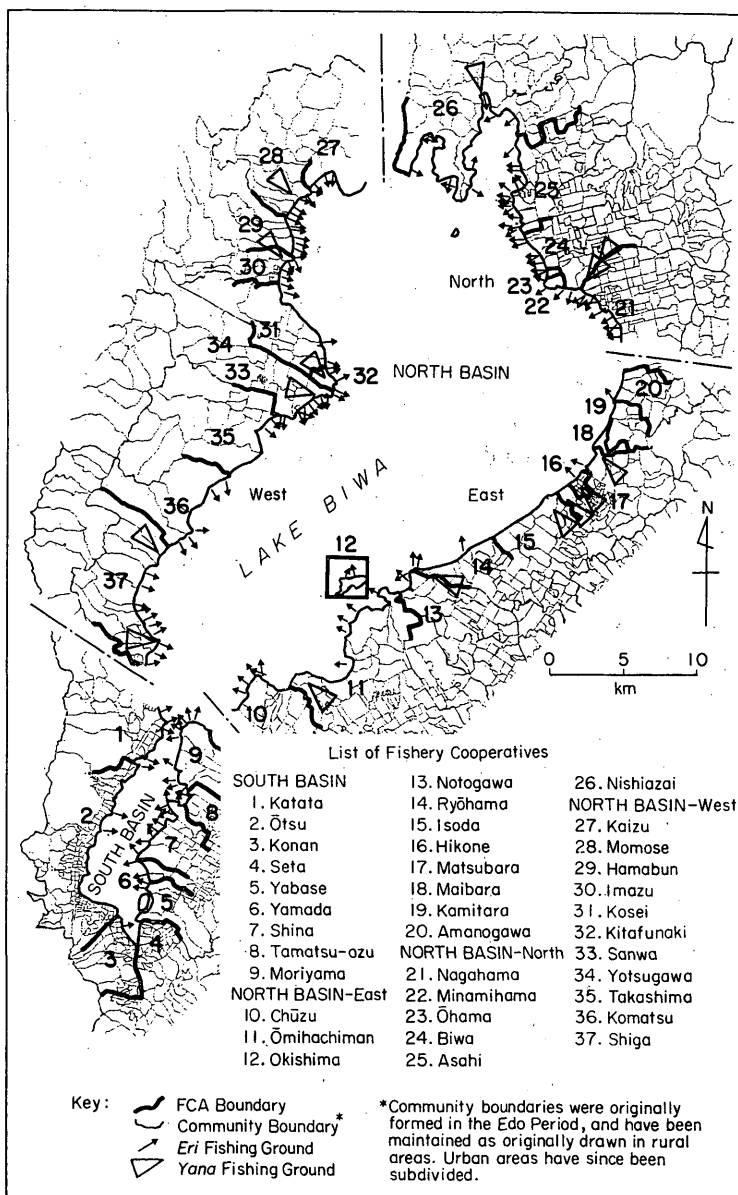 26
27
28
25
29
24
30
North
23
22
21
31
34
32
NORTH BASIN
33
20
19
18
35
16
West
East
17
N
36
LAKE BIWA
12
15
14
37
13
0 5 10
km
11
10
1
9
List of Fishery Cooperatives
2
8
SOUTH BASIN
7
6
5
3
4
SOUTH BASIN
1. Katata
2. Ōtsu
3. Konan
4. Seta
5. Yabase
6. Yamada
7. Shina
8. Tamatsu-ozu
9. Moriyama
NORTH BASIN-East
10. Chūzu
11. Ōmihachiman
12. Okishima
13. Notogawa
14. Ryōhama
15. Isoda
16. Hikone
17. Matsubara
18. Maibara
19. Kamitara
20. Amanogawa
NORTH BASIN-North
21. Nagahama
22. Minamihama
23. Ōhama
24. Biwa
25. Asahi
26. Nishiazai
NORTH BASIN-West
27. Kaizu
28. Momose
29. Hamabun
30. Imazu
31. Kosei
32. Kitafunaki
33. Sanwa
34. Yotsugawa
35. Takashima
36. Komatsu
37. Shiga
Key:
FCA Boundary
Community Boundary*
Eri Fishing Ground
Yana Fishing Ground
*Community boundaries were originally
formed in the Edo Period, and have been
maintained as originally drawn in rural
areas. Urban areas have since been
subdivided.